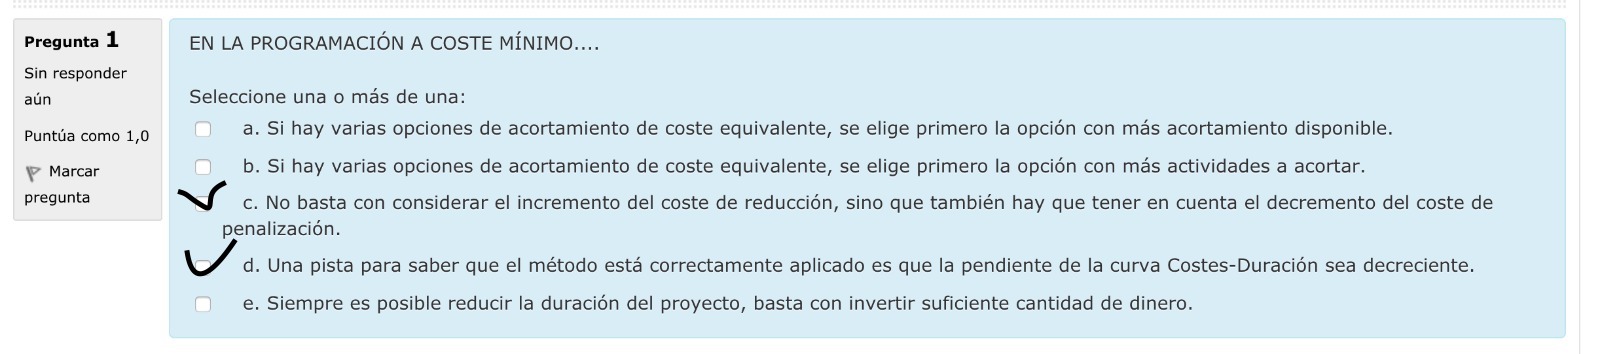 Pregunta 1
Sin responder
aún
Puntúa como 1,0
Marcar
pregunta
EN LA PROGRAMACIÓN A COSTE MÍNIMO....
Seleccione una o más de una:
a. Si hay varias opciones de acortamiento de coste equivalente, se elige primero la opción con más acortamiento disponible.
b. Si hay varias opciones de acortamiento de coste equivalente, se elige primero la opción con más actividades a acortar.
c. No basta con considerar el incremento del coste de reducción, sino que también hay que tener en cuenta el decremento del coste de
penalización.
d. Una pista para saber que el método está correctamente aplicado es que la pendiente de la curva Costes-Duración sea decreciente.
e. Siempre es posible reducir la duración del proyecto, basta con invertir suficiente cantidad de dinero.